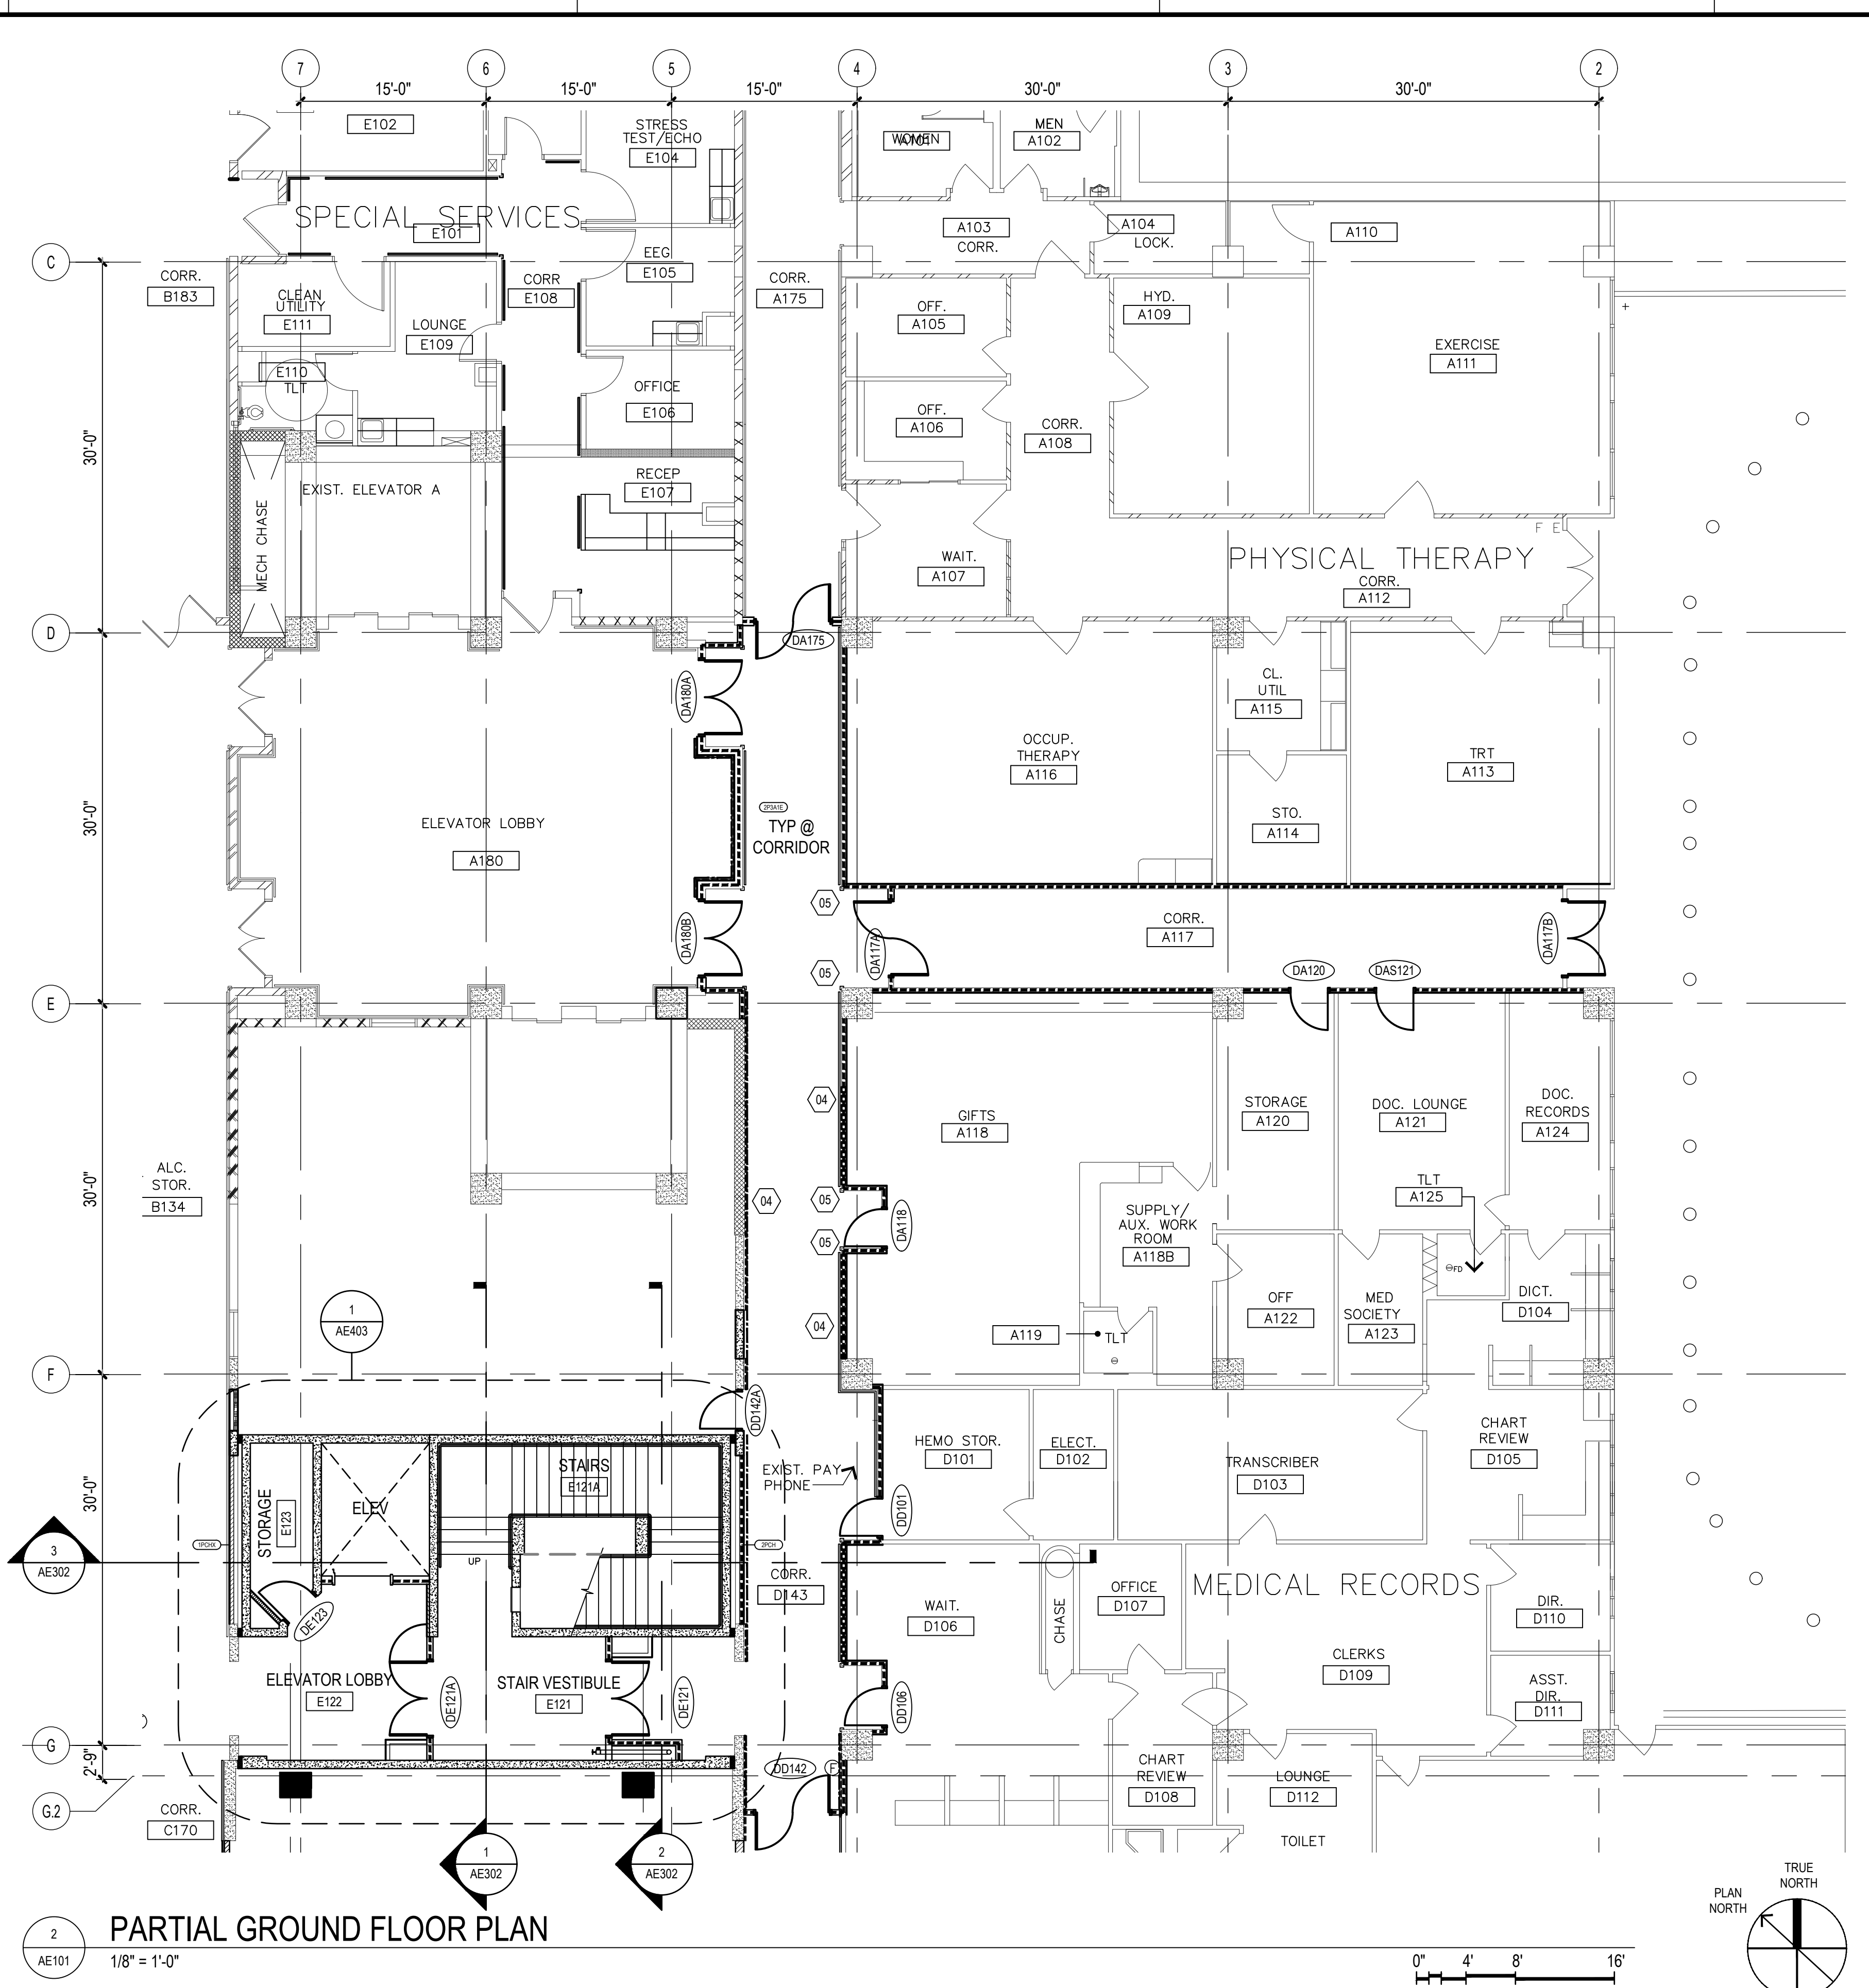 7
6
5
4
3
2
15'-0"
15'-0"
15'-0"
30'-0"
30'-0"
E102
STRESS
TEST/ECHO
E104
WOMEN
MEN
A102
SPECIAL SERVICES
E101
A103
CORR.
A104
LOCK.
A110
C
CORR.
B183
CLEAN
UTILITY
E111
LOUNGE
E109
CORR
E108
EEG
E105
CORR.
A175
OFF.
A105
HYD.
A109
EXERCISE
A111
E110
TLT
OFFICE
E106
OFF.
A106
CORR.
A108
30'-0"
EXIST. ELEVATOR A
MECH CHASE
RECEP
E107
WAIT.
A107
F E
PHYSICAL THERAPY
CORR.
A112
D
DA175
DA180A
OCCUP.
THERAPY
A116
CL.
UTIL
A115
TRT
A113
30'-0"
ELEVATOR LOBBY
A180
2P3A1E
TYP @
CORRIDOR
STO.
A114
05
DA180B
DA117A
CORR.
A117
DA117B
05
DA120
DAS121
E
04
GIFTS
A118
STORAGE
A120
DOC. LOUNGE
A121
DOC.
RECORDS
A124
30'-0"
ALC.
STOR.
B134
04
05
05
DA118
SUPPLY/
AUX. WORK
ROOM
A118B
TLT
A125
FD
1
AE403
04
A119
TLT
OFF
A122
MED
SOCIETY
A123
DICT.
D104
F
DD142A
HEMO STOR.
D101
ELECT.
D102
TRANSCRIBER
D103
CHART
REVIEW
D105
EXIST. PAY
PHONE
DD101
30'-0"
STORAGE
E123
ELEV
STAIRS
E121A
UP
3
AE302
1PCHX
2PCH
CORR.
D143
WAIT.
D106
CHASE
OFFICE
D107
MEDICAL RECORDS
DIR.
D110
DE123
ELEVATOR LOBBY
E122
DE121A
STAIR VESTIBULE
E121
DE121
DD106
CLERKS
D109
ASST.
DIR.
D111
G
2'-9"
G.2
DD142
F
CHART
REVIEW
D108
LOUNGE
D112
TOILET
CORR.
C170
1
AE302
2
AE302
TRUE
NORTH
PLAN
NORTH
2
AE101
PARTIAL GROUND FLOOR PLAN
1/8" = 1'-0"
0"
4'
8'
16'